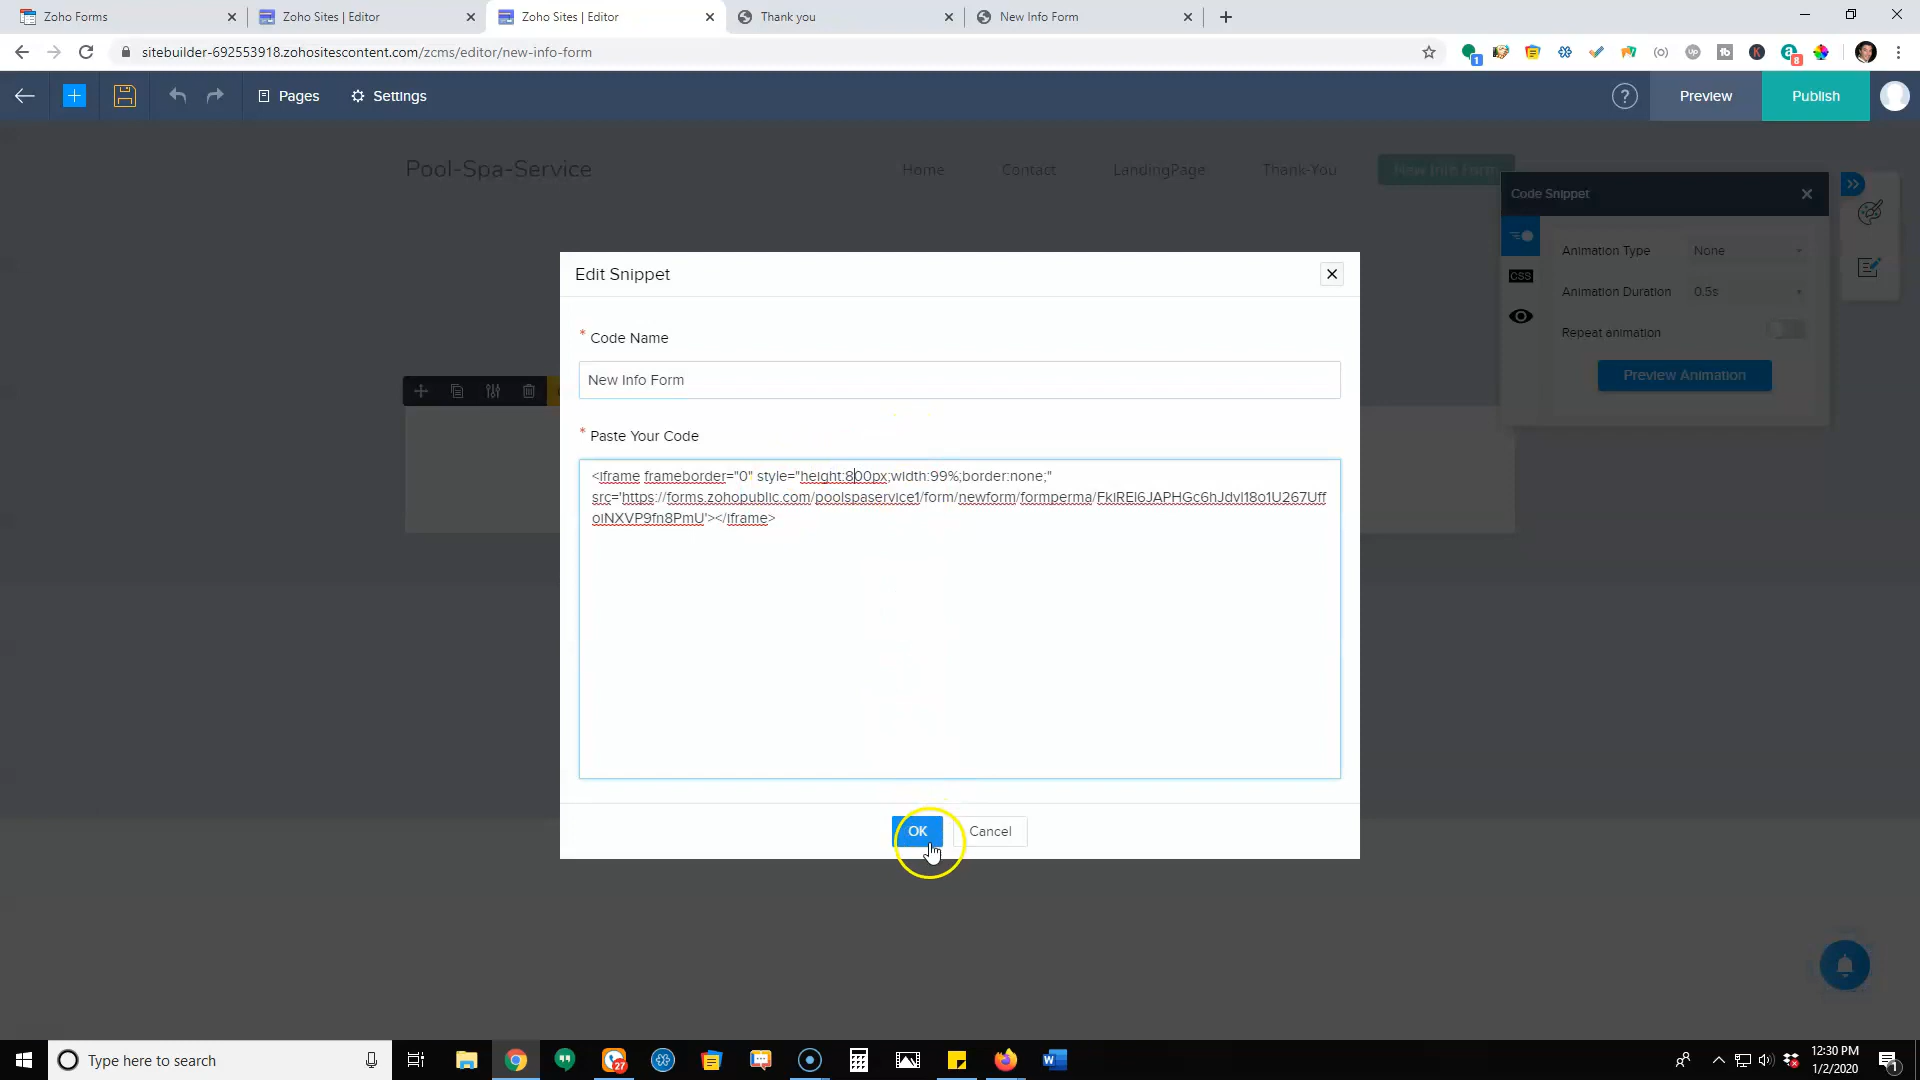 Zoho Forms
Zoho Sites | Editor
Zoho Sites | Editor
Thank you
New Info Form
sitebuilder-692553918.zohositescontent.com/zcms/editor/new-info-form
Pages
Settings
Preview
Publish
Pool-Spa-Service
Home
Contact
LandingPage
Thank-You
New Info Form
Code Snippet
Animation Type
None
CSS
Animation Duration
0.5s
Repeat animation
Preview Animation
Edit Snippet
* Code Name
New Info Form
* Paste Your Code
<iframe frameborder="0" style="height:800px;width:99%;border:none;"
src='https://forms.zohopublic.com/poolspaservice1/form/newform/formperma/FkiREi6JAPHGc6hJdvl18o1U267Uff
oiNXVP9fn8PmU'></iframe>
OK
Cancel
Type here to search
27
12:30 PM
1/2/2020
1